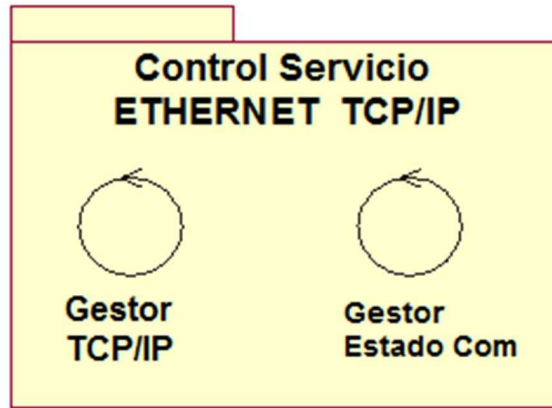 Control Servicio
ETHERNET TCP/IP
Gestor
TCP/IP
Gestor
Estado Com